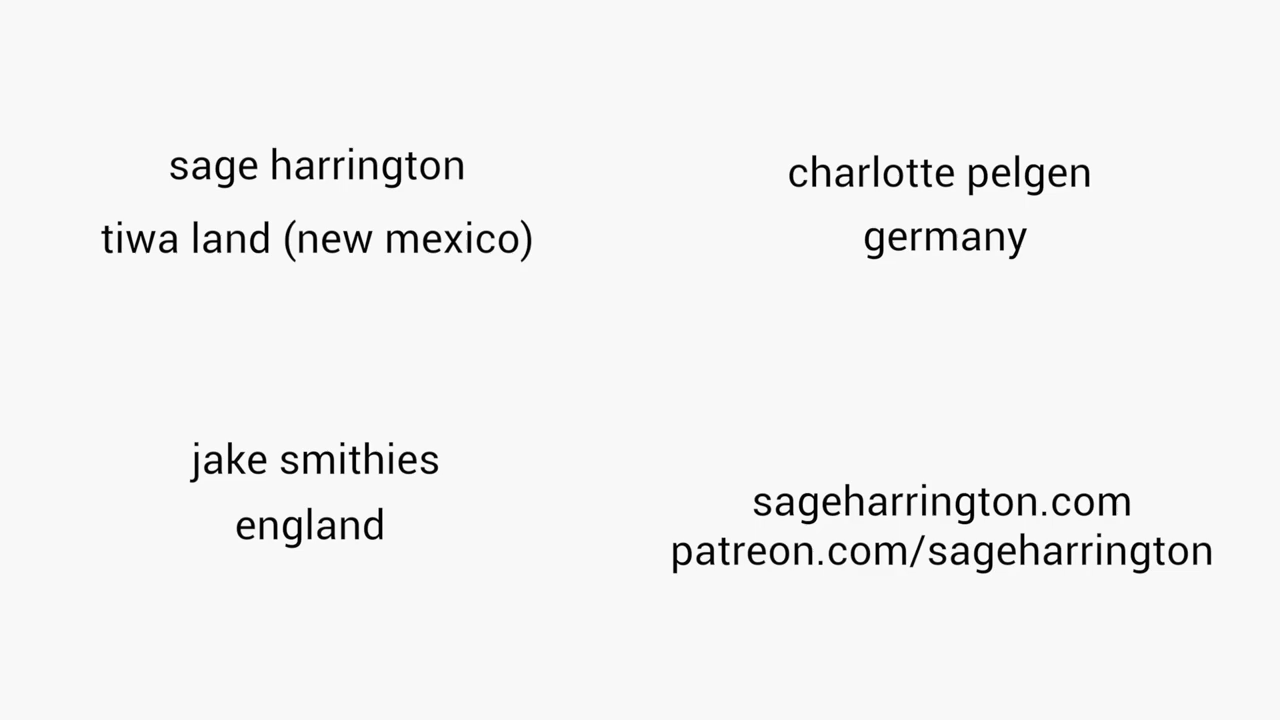 sage harrington
tiwa land (new mexico)
charlotte pelgen
germany
jake smithies
england
sageharrington.com
patreon.com/sageharrington